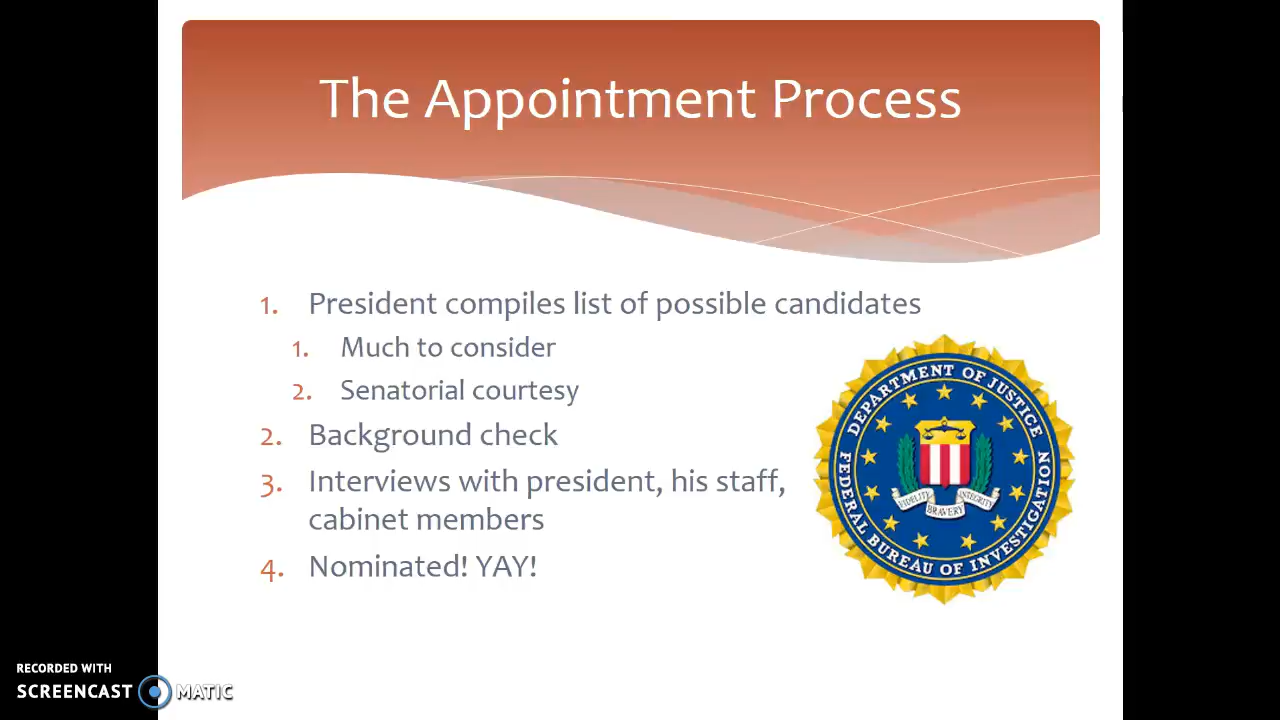 The Appointment Process
1. President compiles list of possible candidates
1. Much to consider
2. Senatorial courtesy
2. Background check
3. Interviews with president, his staff,
cabinet members
4. Nominated! YAY!
DEPARTMENT OF JUSTICE
FEDERAL BUREAU OF INVESTIGATION
FIDELITY
BRAVERY
INTEGRITY
RECORDED WITH
SCREENCAST MATIC